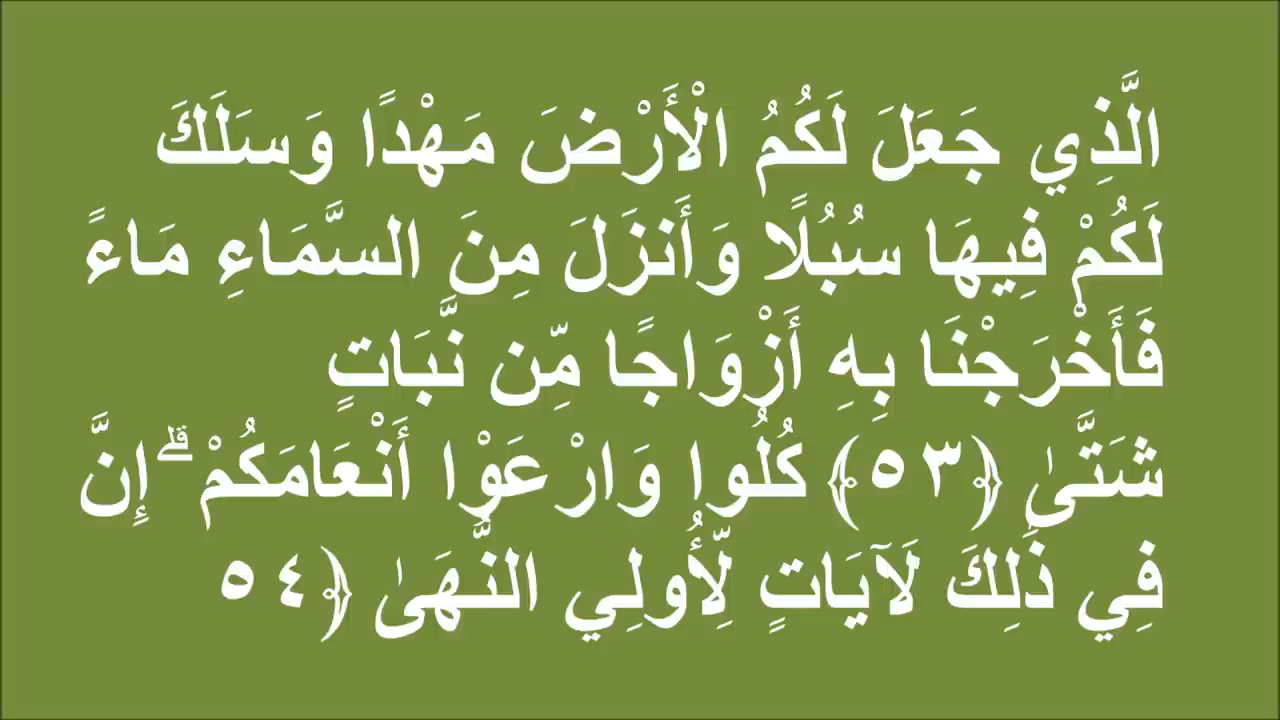 الَّذِي جَعَلَ لَكُمُ الْأَرْضَ مَهْدًا وَسَلَكَ
لَكُمْ فِيهَا سُبُلًا وَأَنزَلَ مِنَ السَّمَاءِ مَاءً
فَأَخْرَجْنَا بِهِ أَزْوَاجًا مِّن نَّبَاتٍ
شَتَّىٰ ﴿٥٣﴾ كُلُوا وَارْعَوْا أَنْعَامَكُمْ ۗ إِنَّ
فِي ذَٰلِكَ لَآيَاتٍ لِّأُولِي النُّهَىٰ ﴿٥٤